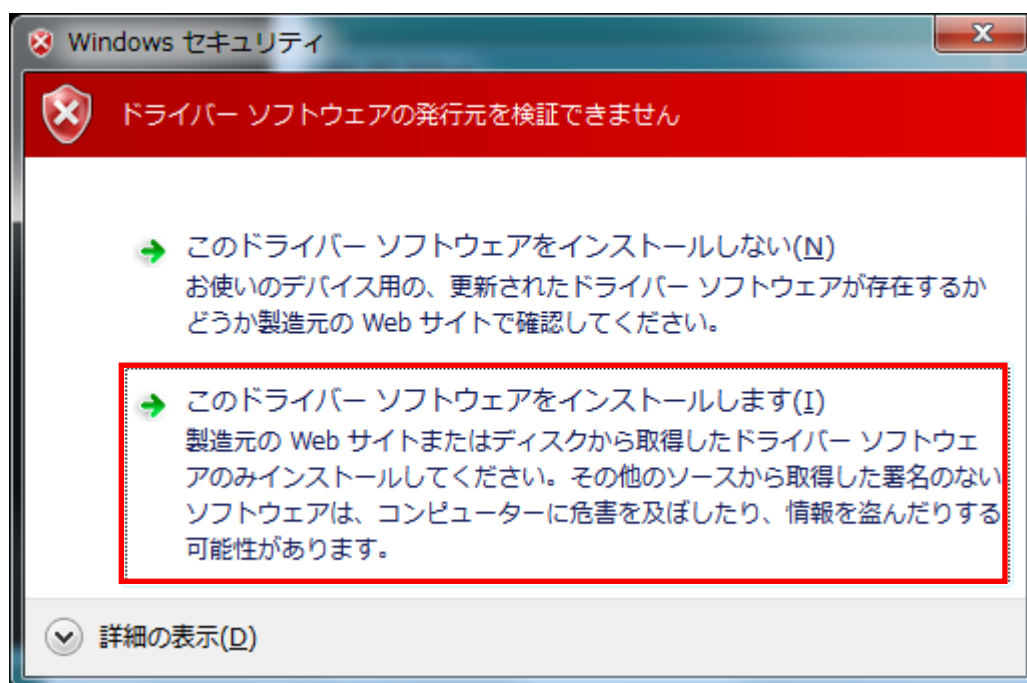 Windows セキュリティ
ドライバー ソフトウェアの発行元を検証できません
このドライバー ソフトウェアをインストールしない(N)
お使いのデバイス用の、更新されたドライバー ソフトウェアが存在するか
どうか製造元の Web サイトで確認してください。
このドライバー ソフトウェアをインストールします(I)
製造元の Web サイトまたはディスクから取得したドライバー ソフトウェ
アのみインストールしてください。その他のソースから取得した署名のない
ソフトウェアは、コンピューターに危害を及ぼしたり、情報を盗んだりする
可能性があります。
詳細の表示(D)